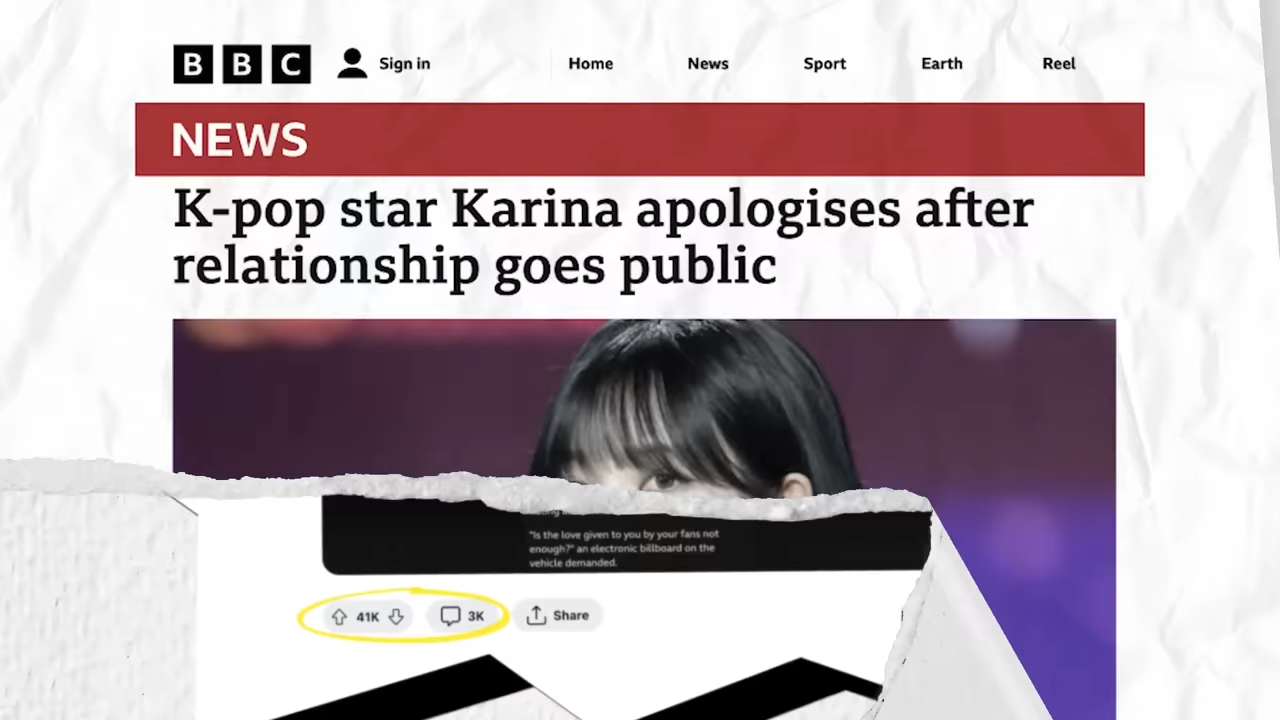 BBC Sign in Home News Sport Earth Reel
NEWS
K-pop star Karina apologises after
relationship goes public
"Is the love given to you by your fans not
enough?" an electronic billboard on the
vehicle demanded.
41K 3K Share